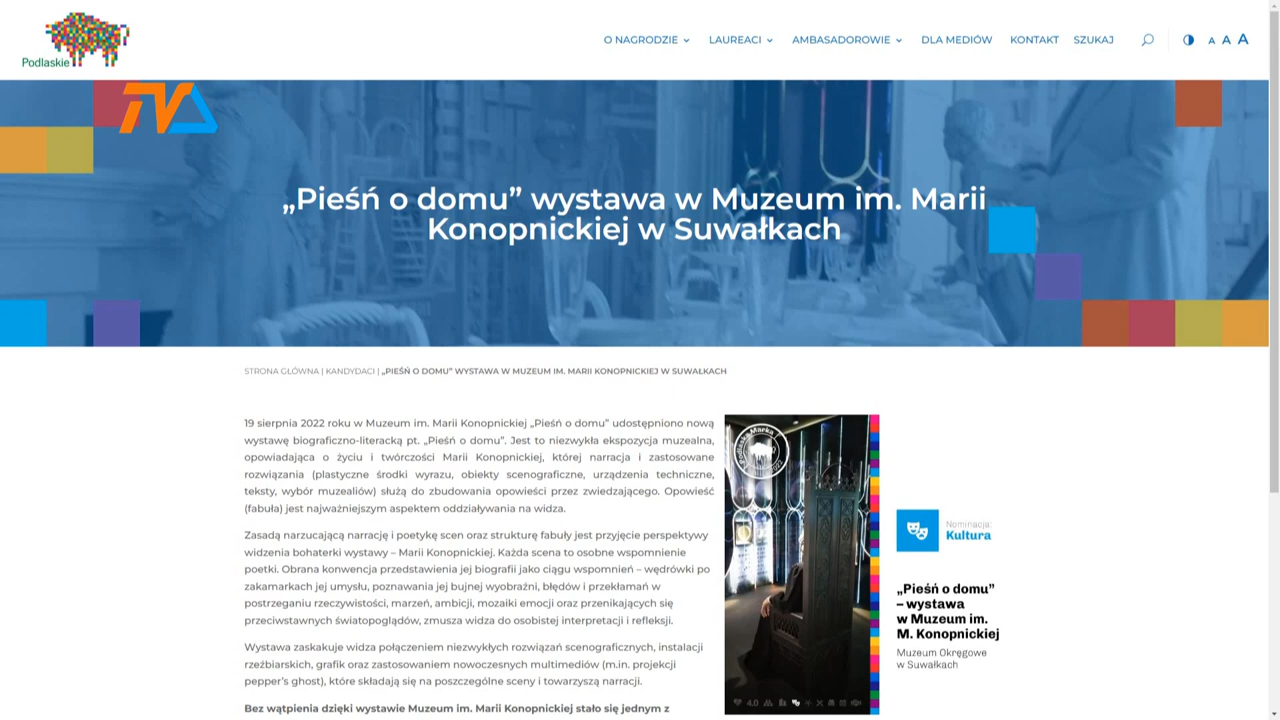 Podlaskie
O NAGRODZIE
LAUREACI
AMBASADOROWIE
DLA MEDIÓW
KONTAKT
SZUKAJ
A A A
TVA
„Pieśń o domu” wystawa w Muzeum im. Marii
Konopnickiej w Suwałkach
STRONA GŁÓWNA | KANDYDACI | „PIEŚŃ O DOMU” WYSTAWA W MUZEUM IM. MARII KONOPNICKIEJ W SUWAŁKACH
19 sierpnia 2022 roku w Muzeum im. Marii Konopnickiej „Pieśń o domu” udostępniono nową
wystawę biograficzno-literacką pt. „Pieśń o domu”. Jest to niezwykła ekspozycja muzealna,
opowiadająca o życiu i twórczości Marii Konopnickiej, której narracja i zastosowane
rozwiązania (plastyczne środki wyrazu, obiekty scenograficzne, urządzenia techniczne,
teksty, wybór muzealiów) służą do zbudowania opowieści przez zwiedzającego. Opowieść
(fabuła) jest najważniejszym aspektem oddziaływania na widza.
Zasadą narzucającą narrację i poetykę scen oraz strukturę fabuły jest przyjęcie perspektywy
widzenia bohaterki wystawy – Marii Konopnickiej. Każda scena to osobne wspomnienie
poetki. Obrana konwencja przedstawienia jej biografii jako ciągu wspomnień – wędrówki po
zakamarkach jej umysłu, poznawania jej bujnej wyobraźni, błędów i przekłamań w
postrzeganiu rzeczywistości, marzeń, ambicji, mozaiki emocji oraz przenikających się
przeciwstawnych światopoglądów, zmusza widza do osobistej interpretacji i refleksji.
Wystawa zaskakuje widza połączeniem niezwykłych rozwiązań scenograficznych, instalacji
rzeźbiarskich, grafik oraz zastosowaniem nowoczesnych multimediów (m.in. projekcji
pepper’s ghost), które składają się na poszczególne sceny i towarzyszą narracji.
Bez wątpienia dzięki wystawie Muzeum im. Marii Konopnickiej stało się jednym z
Podlaska Marka
2022
4.0
Nominacja:
Kultura
„Pieśń o domu”
– wystawa
w Muzeum im.
M. Konopnickiej
Muzeum Okręgowe
w Suwałkach